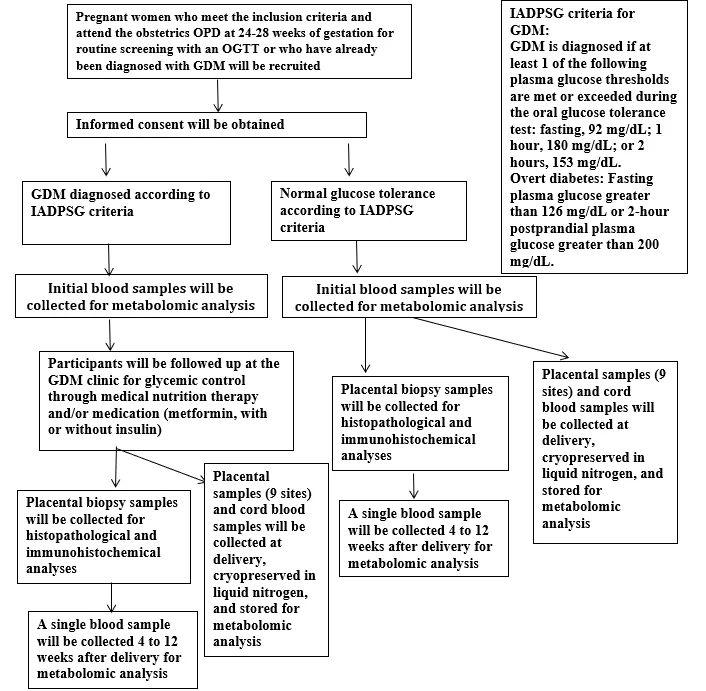 Pregnant women who meet the inclusion criteria and
attend the obstetrics OPD at 24-28 weeks of gestation for
routine screening with an OGTT or who have already
been diagnosed with GDM will be recruited
IADPSG criteria for
GDM:
GDM is diagnosed if at
least 1 of the following
plasma glucose thresholds
are met or exceeded during
the oral glucose tolerance
test: fasting, 92 mg/dL; 1
hour, 180 mg/dL; or 2
hours, 153 mg/dL.
Overt diabetes: Fasting
plasma glucose greater
than 126 mg/dL or 2-hour
postprandial plasma
glucose greater than 200
mg/dL.
Informed consent will be obtained
GDM diagnosed according to
IADPSG criteria
Normal glucose tolerance
according to IADPSG
criteria
Initial blood samples will be
collected for metabolomic analysis
Initial blood samples will be
collected for metabolomic analysis
Participants will be followed up at the
GDM clinic for glycemic control
through medical nutrition therapy
and/or medication (metformin, with
or without insulin)
Placental biopsy samples
will be collected for
histopathological and
immunohistochemical
analyses
Placental samples (9
sites) and cord
blood samples will
be collected at
delivery,
cryopreserved in
liquid nitrogen, and
stored for
metabolomic
analysis
Placental biopsy samples
will be collected for
histopathological and
immunohistochemical
analyses
Placental
samples (9 sites)
and cord blood
samples will be
collected at
delivery,
cryopreserved in
liquid nitrogen,
and stored for
metabolomic
analysis
A single blood sample
will be collected 4 to 12
weeks after delivery for
metabolomic analysis
A single blood sample
will be collected 4 to 12
weeks after delivery for
metabolomic analysis